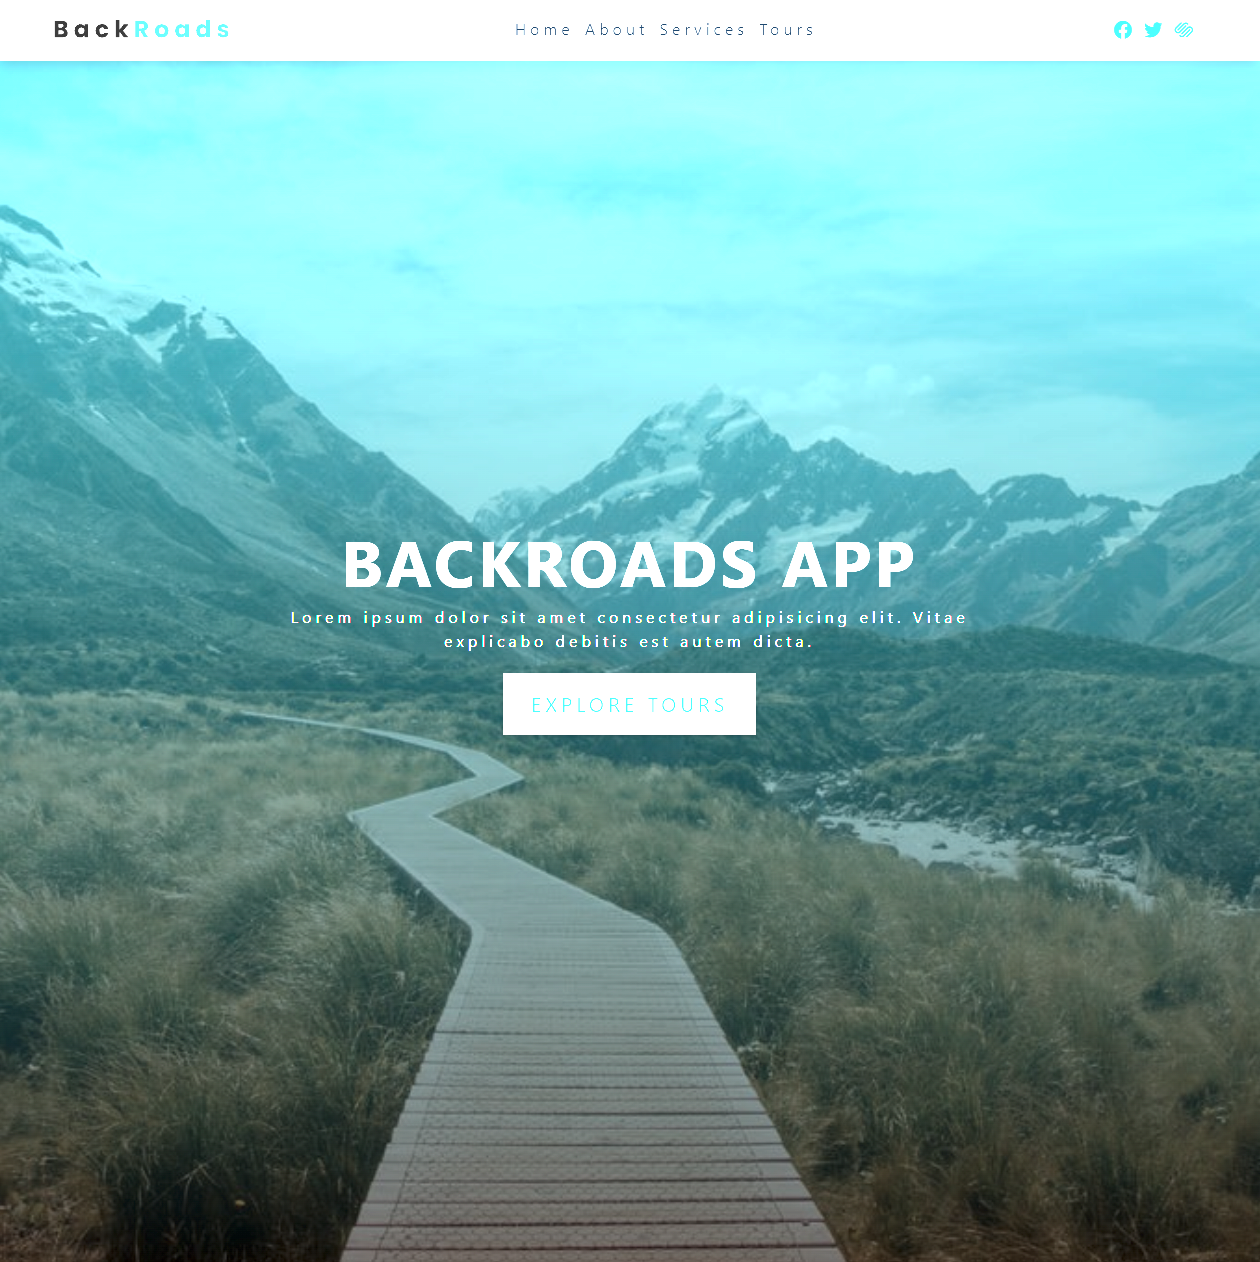 BackRoads
Home About Services Tours
BACKROADS APP
Lorem ipsum dolor sit amet consectetur adipisicing elit. Vitae
explicabo debitis est autem dicta.
EXPLORE TOURS